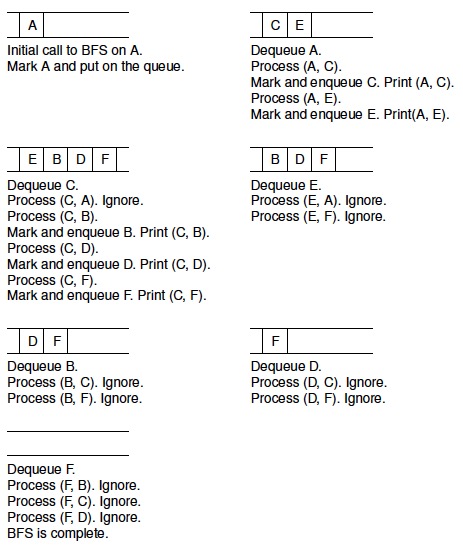 A
Initial call to BFS on A.
Mark A and put on the queue.
C E
Dequeue A.
Process (A, C).
Mark and enqueue C. Print (A, C).
Process (A, E).
Mark and enqueue E. Print(A, E).
E B D F
Dequeue C.
Process (C, A). Ignore.
Process (C, B).
Mark and enqueue B. Print (C, B).
Process (C, D).
Mark and enqueue D. Print (C, D).
Process (C, F).
Mark and enqueue F. Print (C, F).
B D F
Dequeue E.
Process (E, A). Ignore.
Process (E, F). Ignore.
D F
Dequeue B.
Process (B, C). Ignore.
Process (B, F). Ignore.
F
Dequeue D.
Process (D, C). Ignore.
Process (D, F). Ignore.
Dequeue F.
Process (F, B). Ignore.
Process (F, C). Ignore.
Process (F, D). Ignore.
BFS is complete.